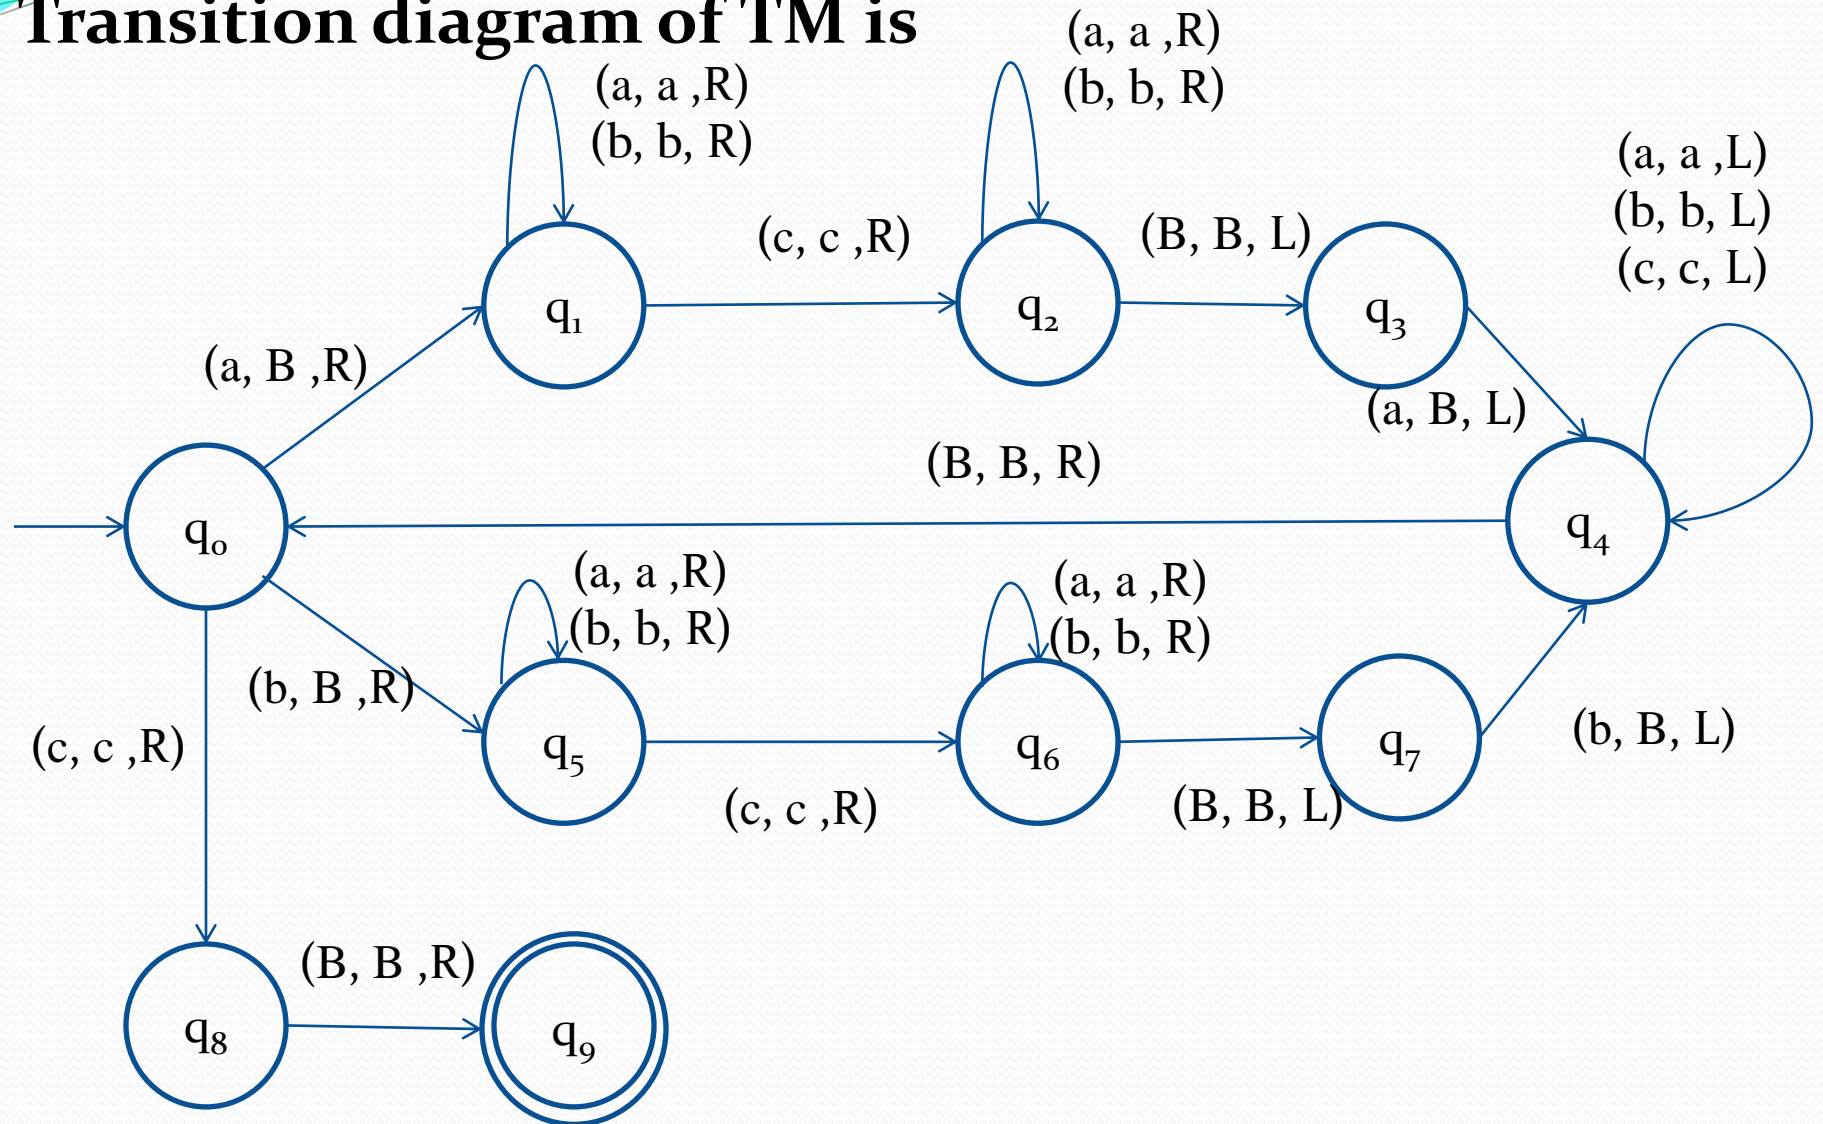 Transition diagram of TM is
(a, a ,R)
(b, b, R)
(a, a ,R)
(b, b, R)
(a, a ,L)
(b, b, L)
(c, c, L)
(c, c ,R)
(B, B, L)
q1
q2
q3
(a, B ,R)
(a, B, L)
(B, B, R)
q0
q4
(a, a ,R)
(b, b, R)
(a, a ,R)
(b, b, R)
(b, B ,R)
(c, c ,R)
q5
q6
q7
(b, B, L)
(c, c ,R)
(B, B, L)
(B, B ,R)
q8
q9